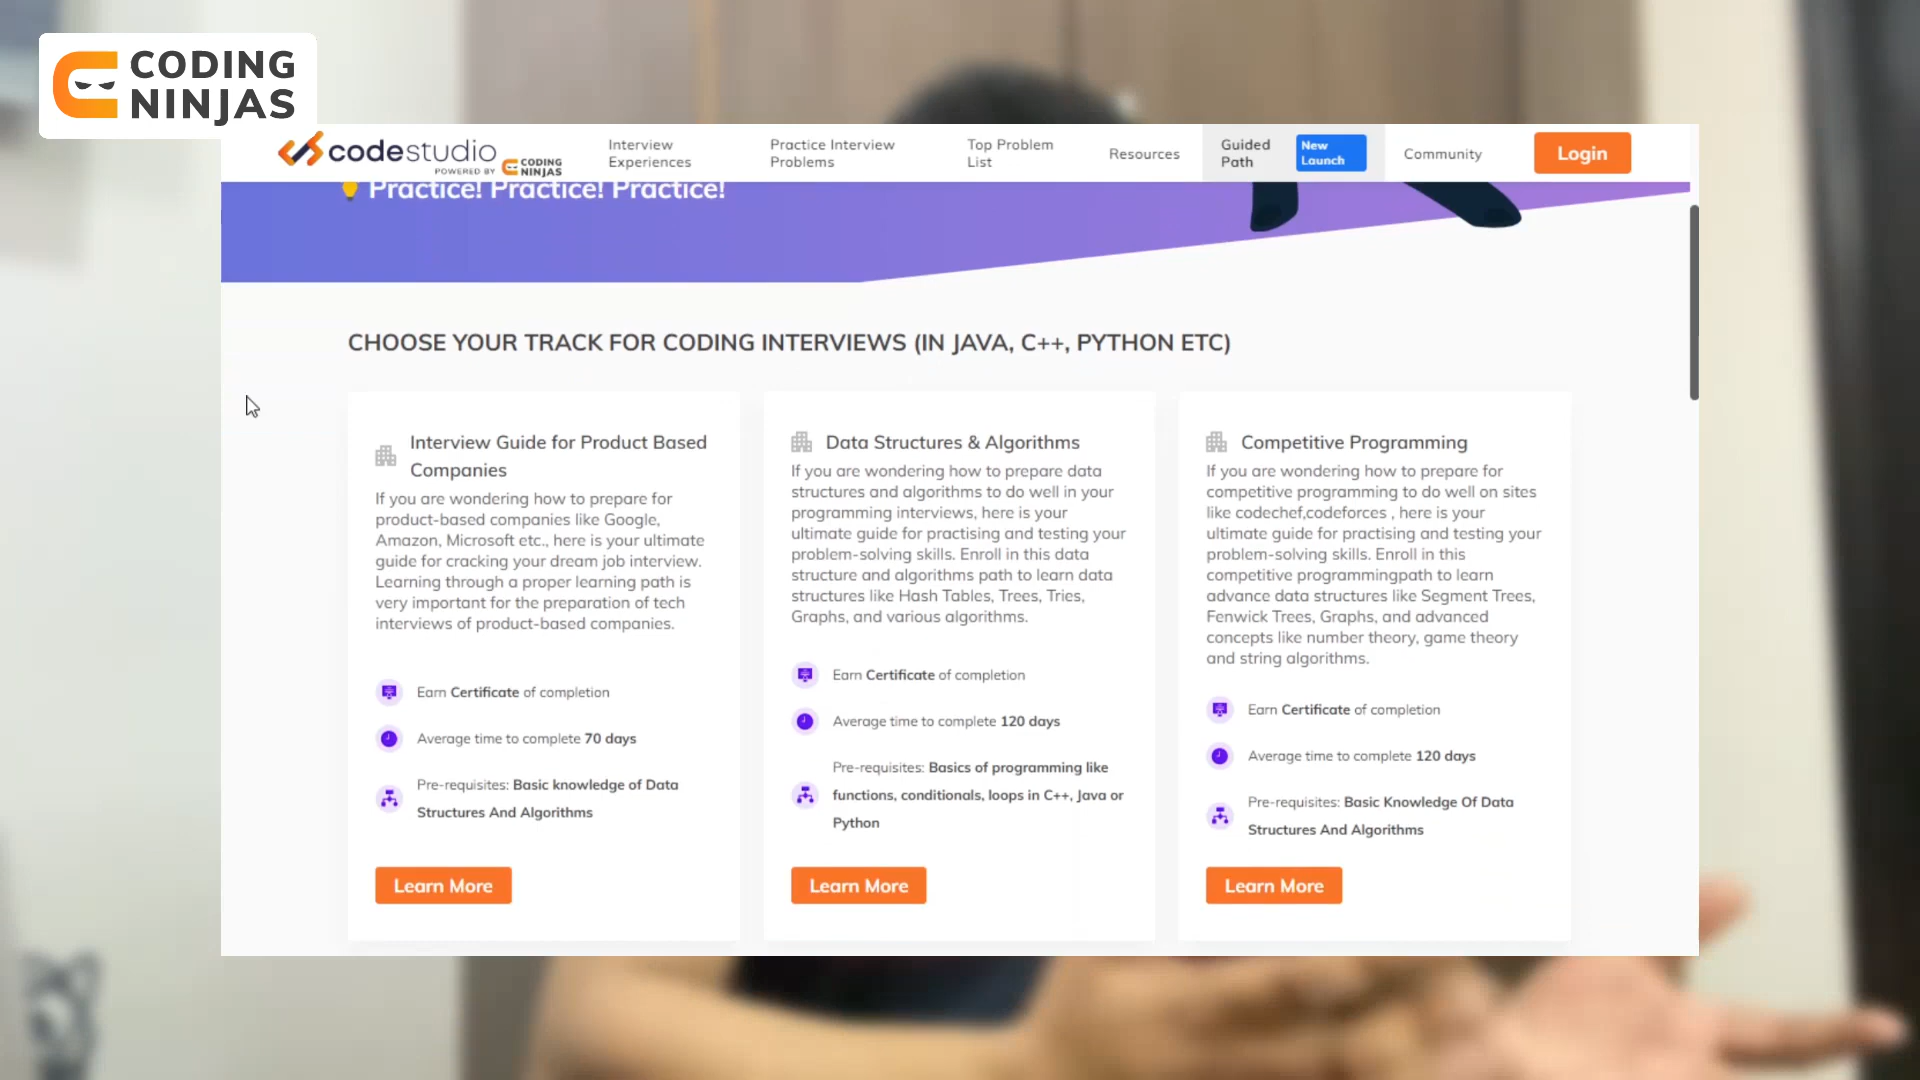 CODING
NINJAS
codestudio
POWERED BY CODING NINJAS
Interview Experiences
Practice Interview Problems
Top Problem List
Resources
Guided Path
New Launch
Community
Login
Practice! Practice! Practice!
CHOOSE YOUR TRACK FOR CODING INTERVIEWS (IN JAVA, C++, PYTHON ETC)
Interview Guide for Product Based
Companies
If you are wondering how to prepare for
product-based companies like Google,
Amazon, Microsoft etc., here is your ultimate
guide for cracking your dream job interview.
Learning through a proper learning path is
very important for the preparation of tech
interviews of product-based companies.
Earn Certificate of completion
Average time to complete 70 days
Pre-requisites: Basic knowledge of Data
Structures And Algorithms
Learn More
Data Structures & Algorithms
If you are wondering how to prepare data
structures and algorithms to do well in your
programming interviews, here is your
ultimate guide for practising and testing your
problem-solving skills. Enroll in this data
structure and algorithms path to learn data
structures like Hash Tables, Trees, Tries,
Graphs, and various algorithms.
Earn Certificate of completion
Average time to complete 120 days
Pre-requisites: Basics of programming like
functions, conditionals, loops in C++, Java or
Python
Learn More
Competitive Programming
If you are wondering how to prepare for
competitive programming to do well on sites
like codechef,codeforces , here is your
ultimate guide for practising and testing your
problem-solving skills. Enroll in this
competitive programmingpath to learn
advance data structures like Segment Trees,
Fenwick Trees, Graphs, and advanced
concepts like number theory, game theory
and string algorithms.
Earn Certificate of completion
Average time to complete 120 days
Pre-requisites: Basic Knowledge Of Data
Structures And Algorithms
Learn More